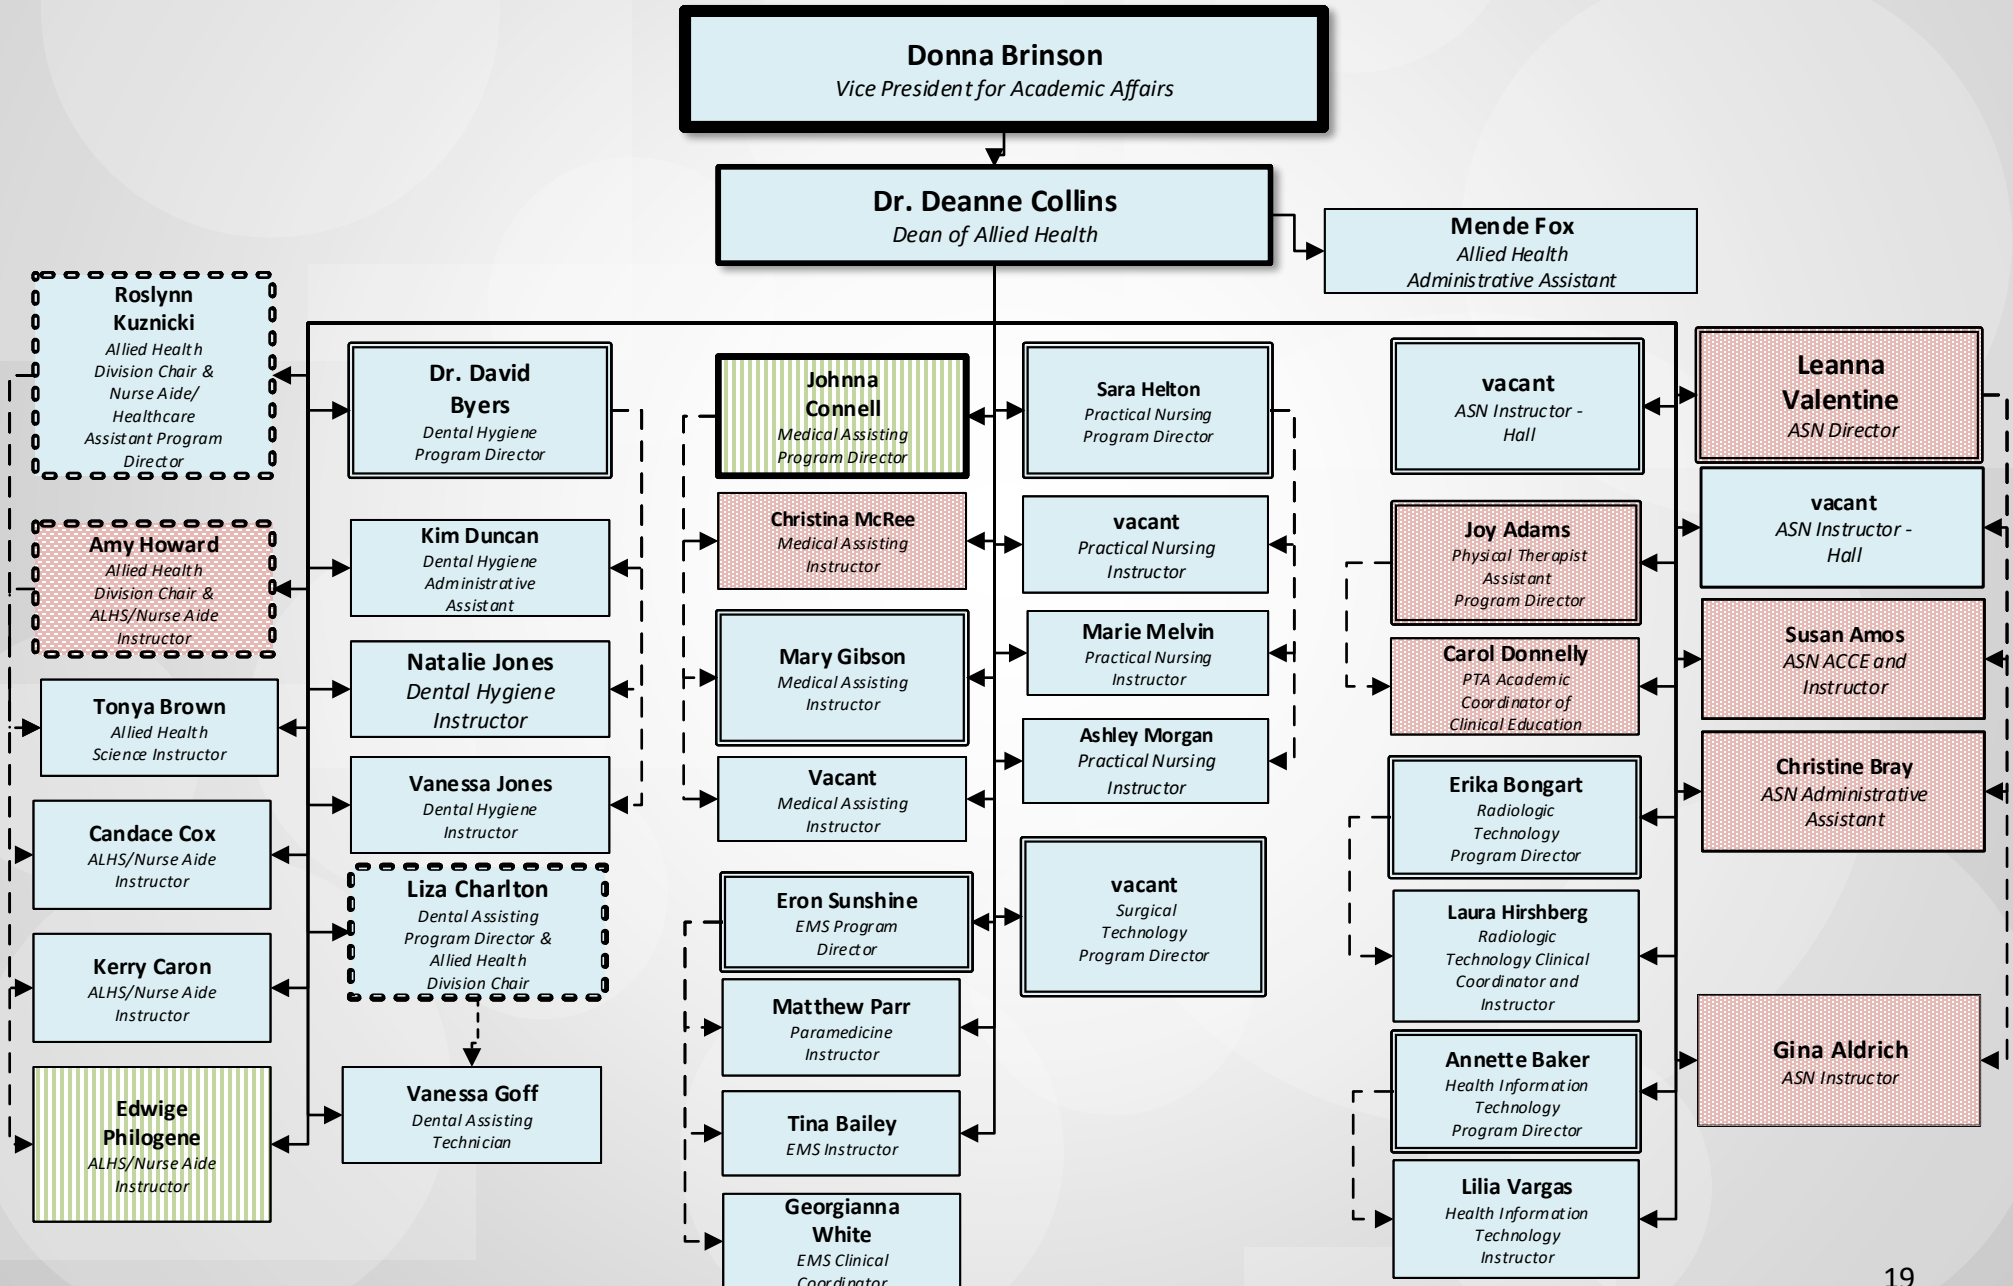 Donna Brinson
Vice President for Academic Affairs
Dr. Deanne Collins
Dean of Allied Health
Mende Fox
Allied Health
Administrative Assistant
Roslynn
Kuznicki
Allied Health
Division Chair &
Nurse Aide/
Healthcare
Assistant Program
Director
Amy Howard
Allied Health
Division Chair &
ALHS/Nurse Aide
Instructor
Tonya Brown
Allied Health
Science Instructor
Candace Cox
ALHS/Nurse Aide
Instructor
Kerry Caron
ALHS/Nurse Aide
Instructor
Edwige
Philogene
ALHS/Nurse Aide
Instructor
Dr. David
Byers
Dental Hygiene
Program Director
Kim Duncan
Dental Hygiene
Administrative
Assistant
Natalie Jones
Dental Hygiene
Instructor
Vanessa Jones
Dental Hygiene
Instructor
Liza Charlton
Dental Assisting
Program Director &
Allied Health
Division Chair
Vanessa Goff
Dental Assisting
Technician
Johnna
Connell
Medical Assisting
Program Director
Christina McRee
Medical Assisting
Instructor
Mary Gibson
Medical Assisting
Instructor
Vacant
Medical Assisting
Instructor
Eron Sunshine
EMS Program
Director
Matthew Parr
Paramedicine
Instructor
Tina Bailey
EMS Instructor
Georgianna
White
EMS Clinical
Coordinator
Sara Helton
Practical Nursing
Program Director
vacant
Practical Nursing
Instructor
Marie Melvin
Practical Nursing
Instructor
Ashley Morgan
Practical Nursing
Instructor
vacant
Surgical
Technology
Program Director
vacant
ASN Instructor -
Hall
Joy Adams
Physical Therapist
Assistant
Program Director
Carol Donnelly
PTA Academic
Coordinator of
Clinical Education
Erika Bongart
Radiologic
Technology
Program Director
Laura Hirshberg
Radiologic
Technology Clinical
Coordinator and
Instructor
Annette Baker
Health Information
Technology
Program Director
Lilia Vargas
Health Information
Technology
Instructor
Leanna
Valentine
ASN Director
vacant
ASN Instructor -
Hall
Susan Amos
ASN ACCE and
Instructor
Christine Bray
ASN Administrative
Assistant
Gina Aldrich
ASN Instructor
19